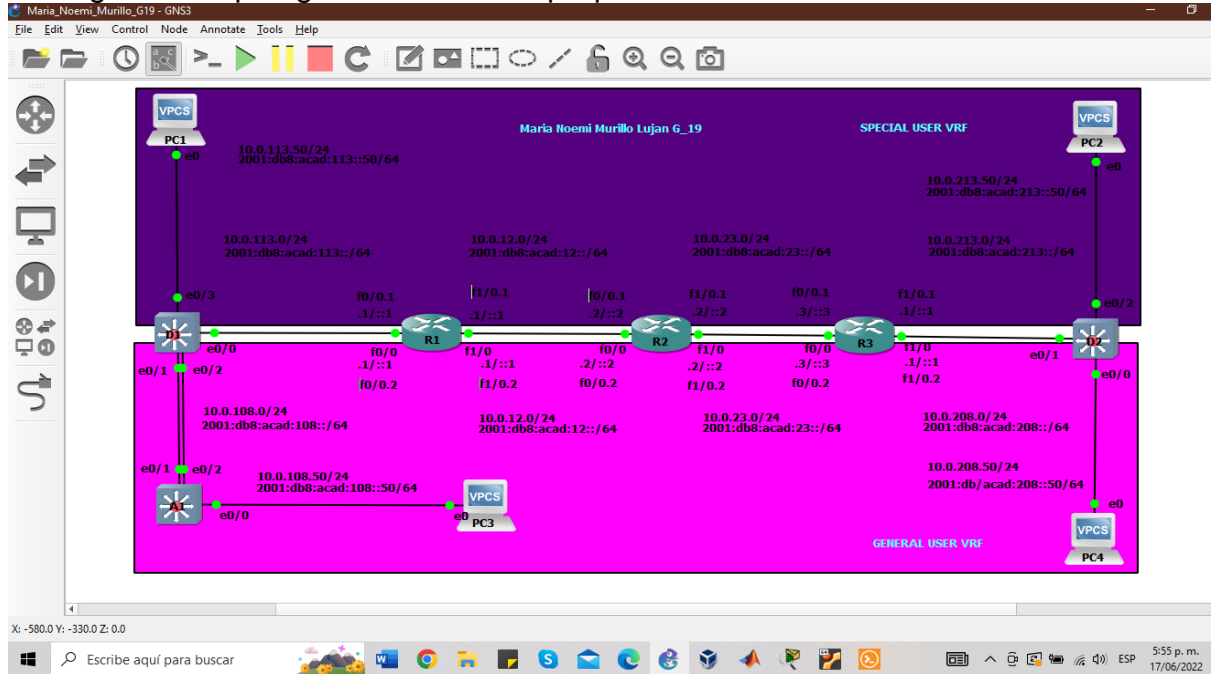 Maria_Noemi_Murillo_G19 - GNS3
File Edit View Control Node Annotate Tools Help
VPCS
PC1
e0
10.0.113.50/24
2001:db8:acad:113::50/64
Maria Noemi Murillo Lujan G_19
SPECIAL USER VRF
VPCS
PC2
e0
10.0.213.50/24
2001:db8:acad:213::50/64
10.0.113.0/24
2001:db8:acad:113::/64
10.0.12.0/24
2001:db8:acad:12::/64
10.0.23.0/24
2001:db8:acad:23::/64
10.0.213.0/24
2001:db8:acad:213::/64
e0/3
f0/0.1
.1/::1
f1/0.1
.1/::1
f0/0.1
.2/::2
f1/0.1
.2/::2
f0/0.1
.3/::3
f1/0.1
.1/::1
e0/2
D1
R1
R2
R3
D2
e0/0
e0/1
e0/2
f0/0
.1/::1
f0/0.2
f1/0
.1/::1
f1/0.2
f0/0
.2/::2
f0/0.2
f1/0
.2/::2
f1/0.2
f0/0
.3/::3
f0/0.2
f1/0
.1/::1
f1/0.2
e0/1
e0/0
10.0.108.0/24
2001:db8:acad:108::/64
10.0.12.0/24
2001:db8:acad:12::/64
10.0.23.0/24
2001:db8:acad:23::/64
10.0.208.0/24
2001:db8:acad:208::/64
e0/1
e0/2
10.0.108.50/24
2001:db8:acad:108::50/64
10.0.208.50/24
2001:db/acad:208::50/64
A1
e0/0
VPCS
e0
PC3
e0
VPCS
PC4
GENERAL USER VRF
X: -580.0 Y: -330.0 Z: 0.0
Escribe aquí para buscar
ESP
5:55 p. m.
17/06/2022